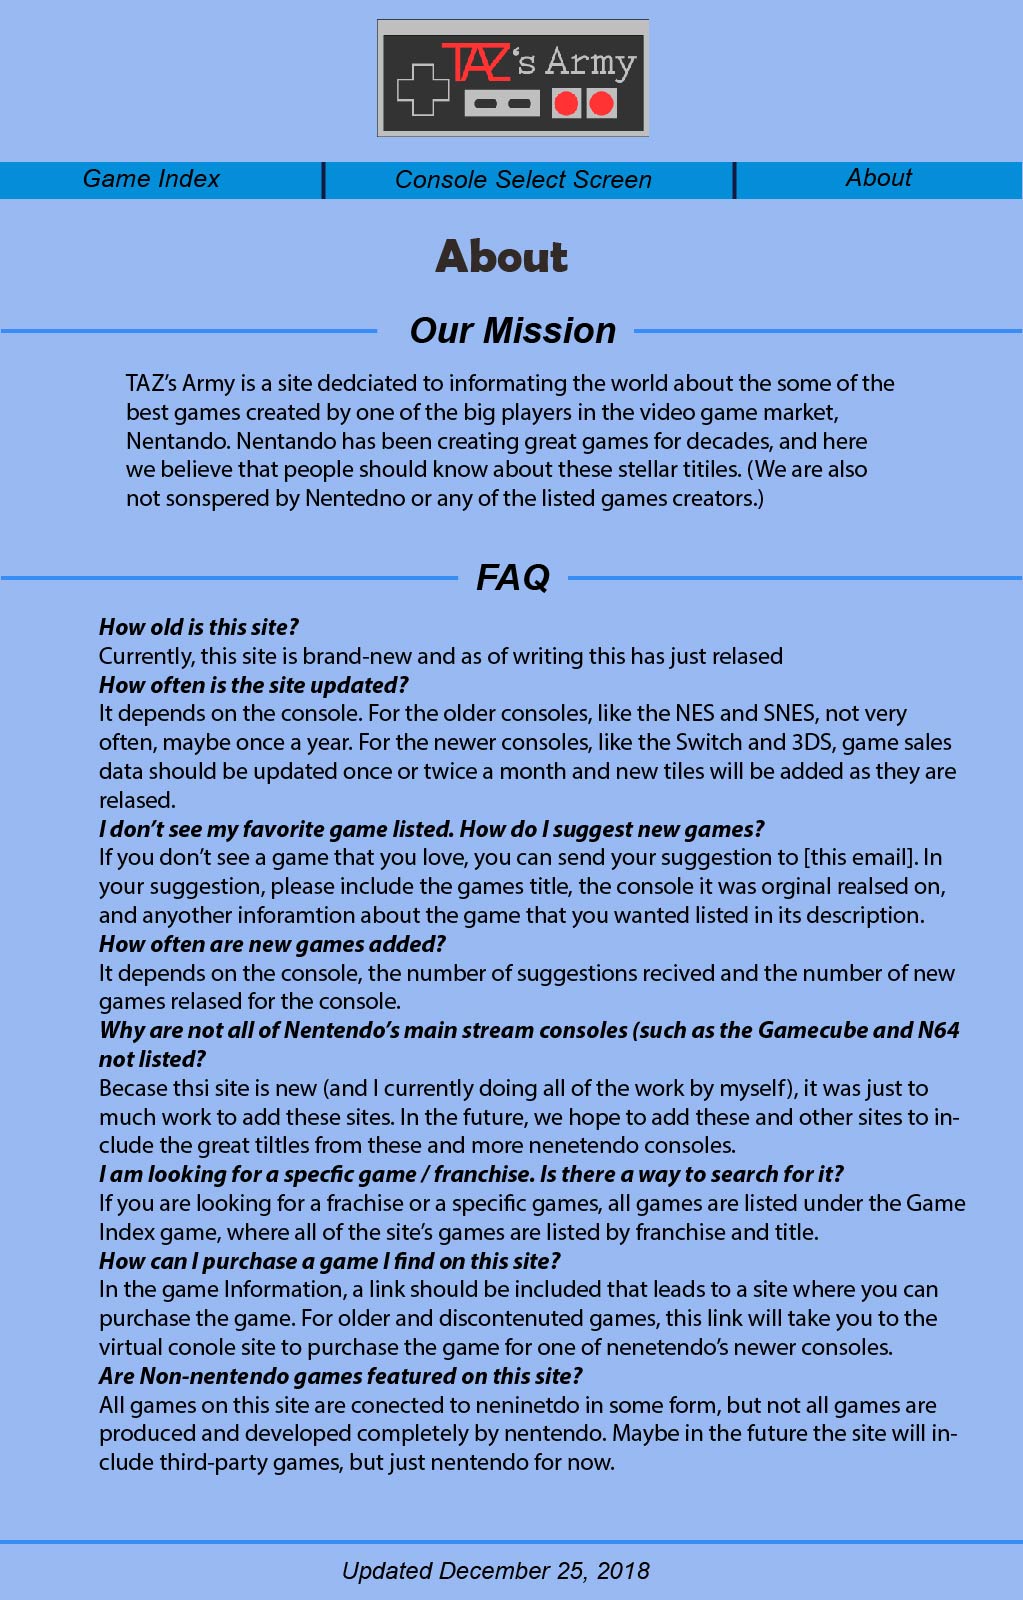 TAZ's Army
Game Index
Console Select Screen
About
About
Our Mission
TAZ's Army is a site dedciated to informating the world about the some of the
best games created by one of the big players in the video game market,
Nentando. Nentando has been creating great games for decades, and here
we believe that people should know about these stellar titiles. (We are also
not sonspered by Nentedno or any of the listed games creators.)
FAQ
How old is this site?
Currently, this site is brand-new and as of writing this has just relased
How often is the site updated?
It depends on the console. For the older consoles, like the NES and SNES, not very
often, maybe once a year. For the newer consoles, like the Switch and 3DS, game sales
data should be updated once or twice a month and new tiles will be added as they are
relased.
I don't see my favorite game listed. How do I suggest new games?
If you don't see a game that you love, you can send your suggestion to [this email]. In
your suggestion, please include the games title, the console it was orginal realsed on,
and anyother inforamtion about the game that you wanted listed in its description.
How often are new games added?
It depends on the console, the number of suggestions recived and the number of new
games relased for the console.
Why are not all of Nentendo's main stream consoles (such as the Gamecube and N64
not listed?
Becase thsi site is new (and I currently doing all of the work by myself), it was just to
much work to add these sites. In the future, we hope to add these and other sites to in-
clude the great tiltles from these and more nenetendo consoles.
I am looking for a specfic game / franchise. Is there a way to search for it?
If you are looking for a frachise or a specific games, all games are listed under the Game
Index game, where all of the site's games are listed by franchise and title.
How can I purchase a game I find on this site?
In the game Information, a link should be included that leads to a site where you can
purchase the game. For older and discontenuted games, this link will take you to the
virtual conole site to purchase the game for one of nenetendo's newer consoles.
Are Non-nentendo games featured on this site?
All games on this site are conected to neninetdo in some form, but not all games are
produced and developed completely by nentendo. Maybe in the future the site will in-
clude third-party games, but just nentendo for now.
Updated December 25, 2018